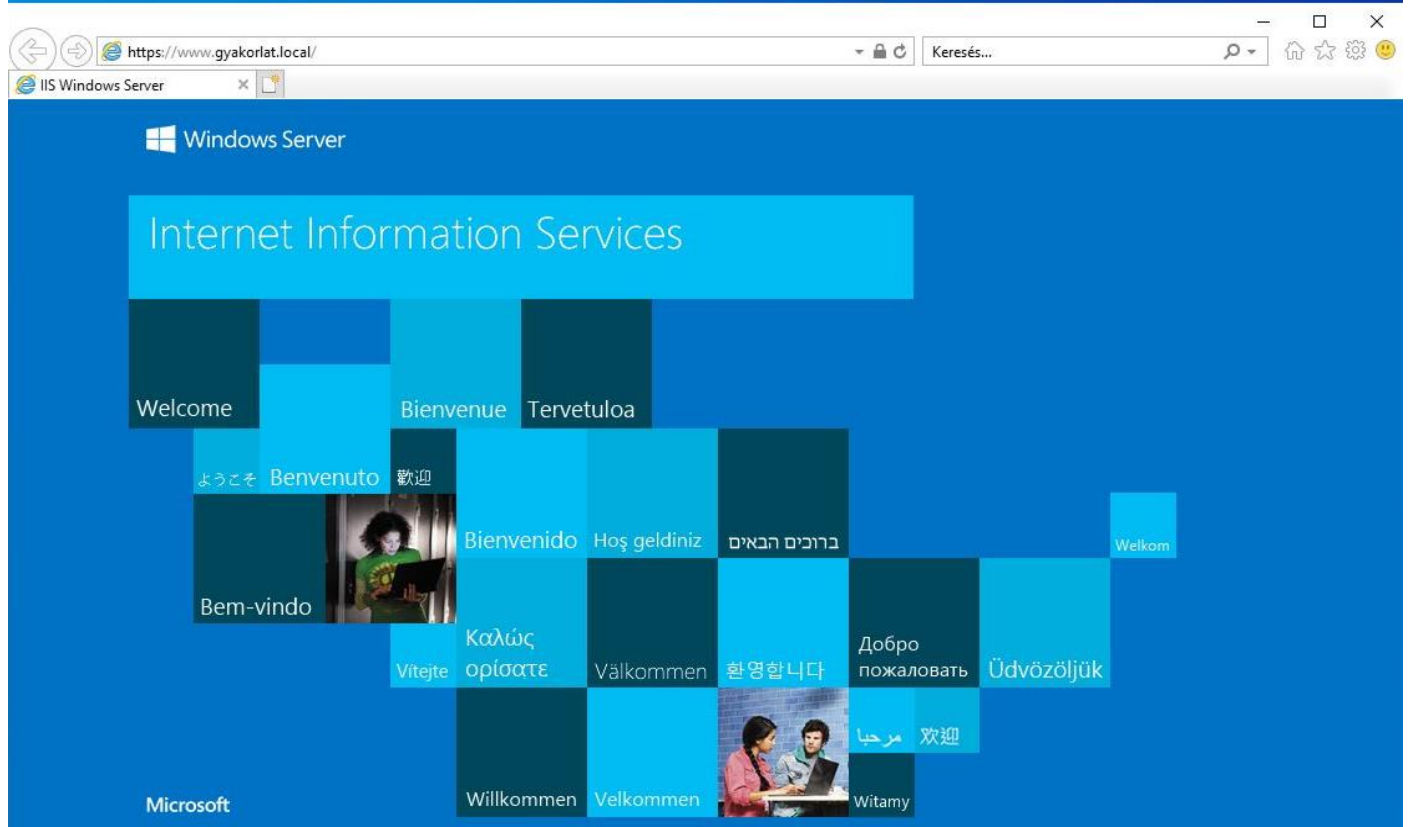 https://www.gyakorlat.local/
Keresés...
IIS Windows Server
Windows Server
Internet Information Services
Welcome
Bienvenue
Tervetuloa
ようこそ
Benvenuto
歡迎
Bienvenido
Hoş geldiniz
ברוכים הבאים
Welkom
Bem-vindo
Vítejte
Καλώς
ορίσατε
Välkommen
환영합니다
Добро
пожаловать
Üdvözöljük
مرحبا
欢迎
Willkommen
Velkommen
Witamy
Microsoft